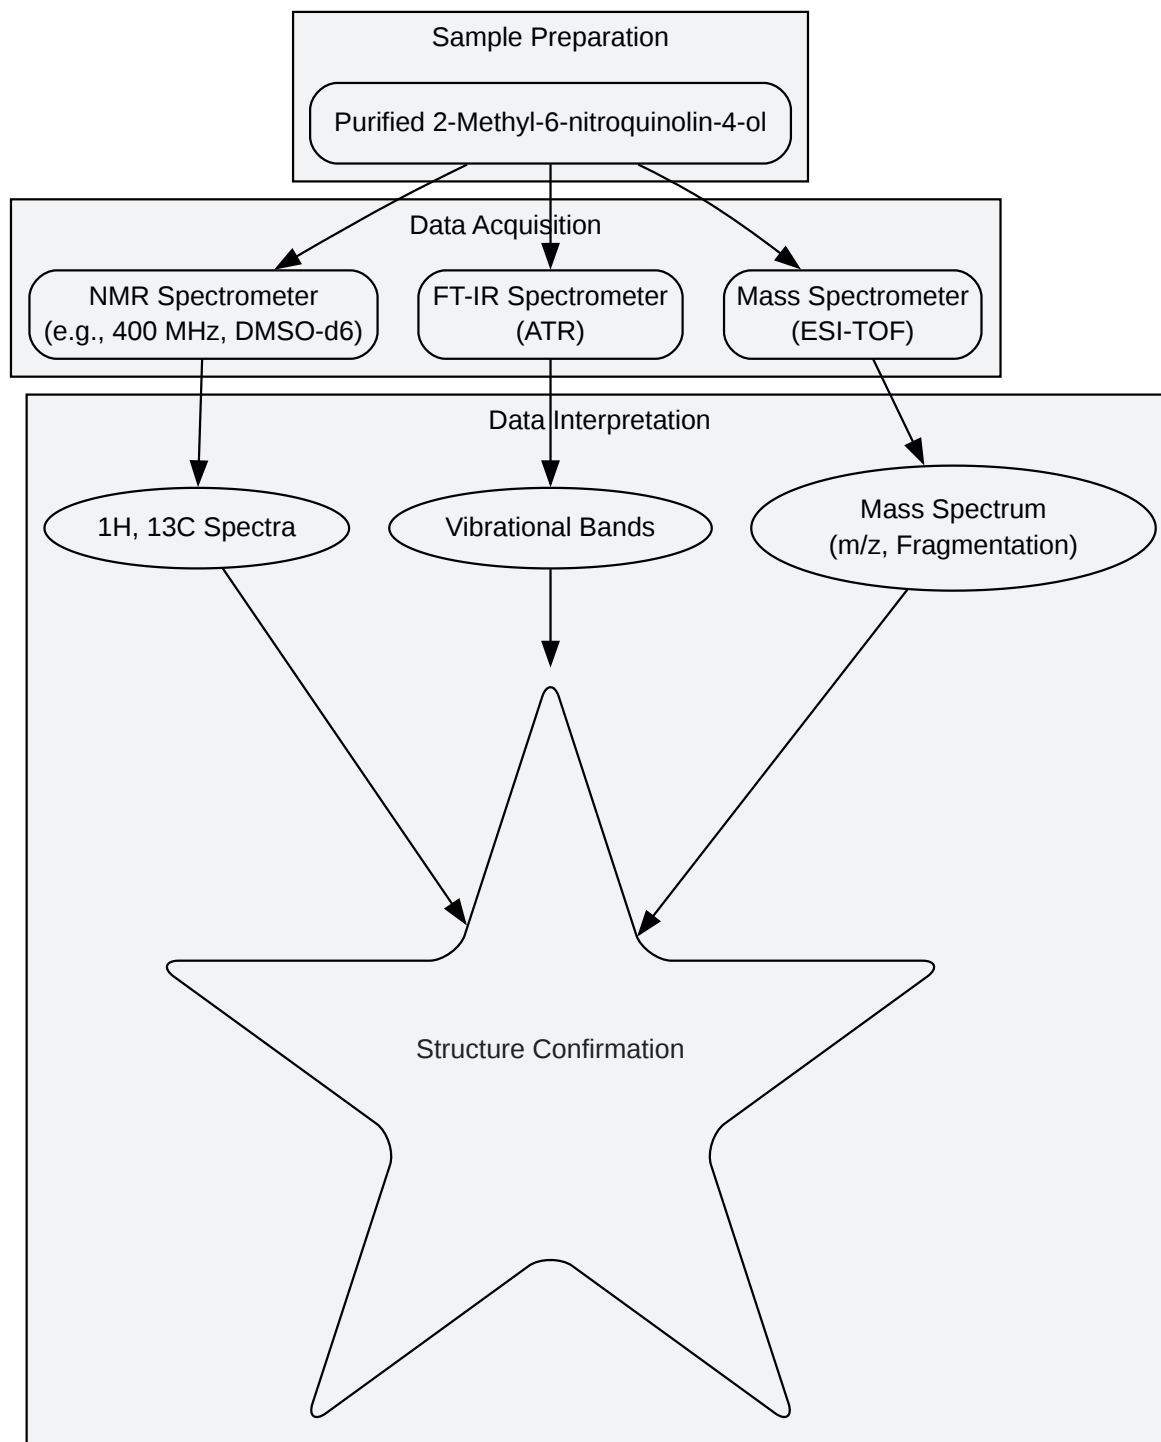 Sample Preparation
Purified 2-Methyl-6-nitroquinolin-4-ol
Data Acquisition
NMR Spectrometer
(e.g., 400 MHz, DMSO-d6)
FT-IR Spectrometer
(ATR)
Mass Spectrometer
(ESI-TOF)
Data Interpretation
1H, 13C Spectra
Vibrational Bands
Mass Spectrum
(m/z, Fragmentation)
Structure Confirmation